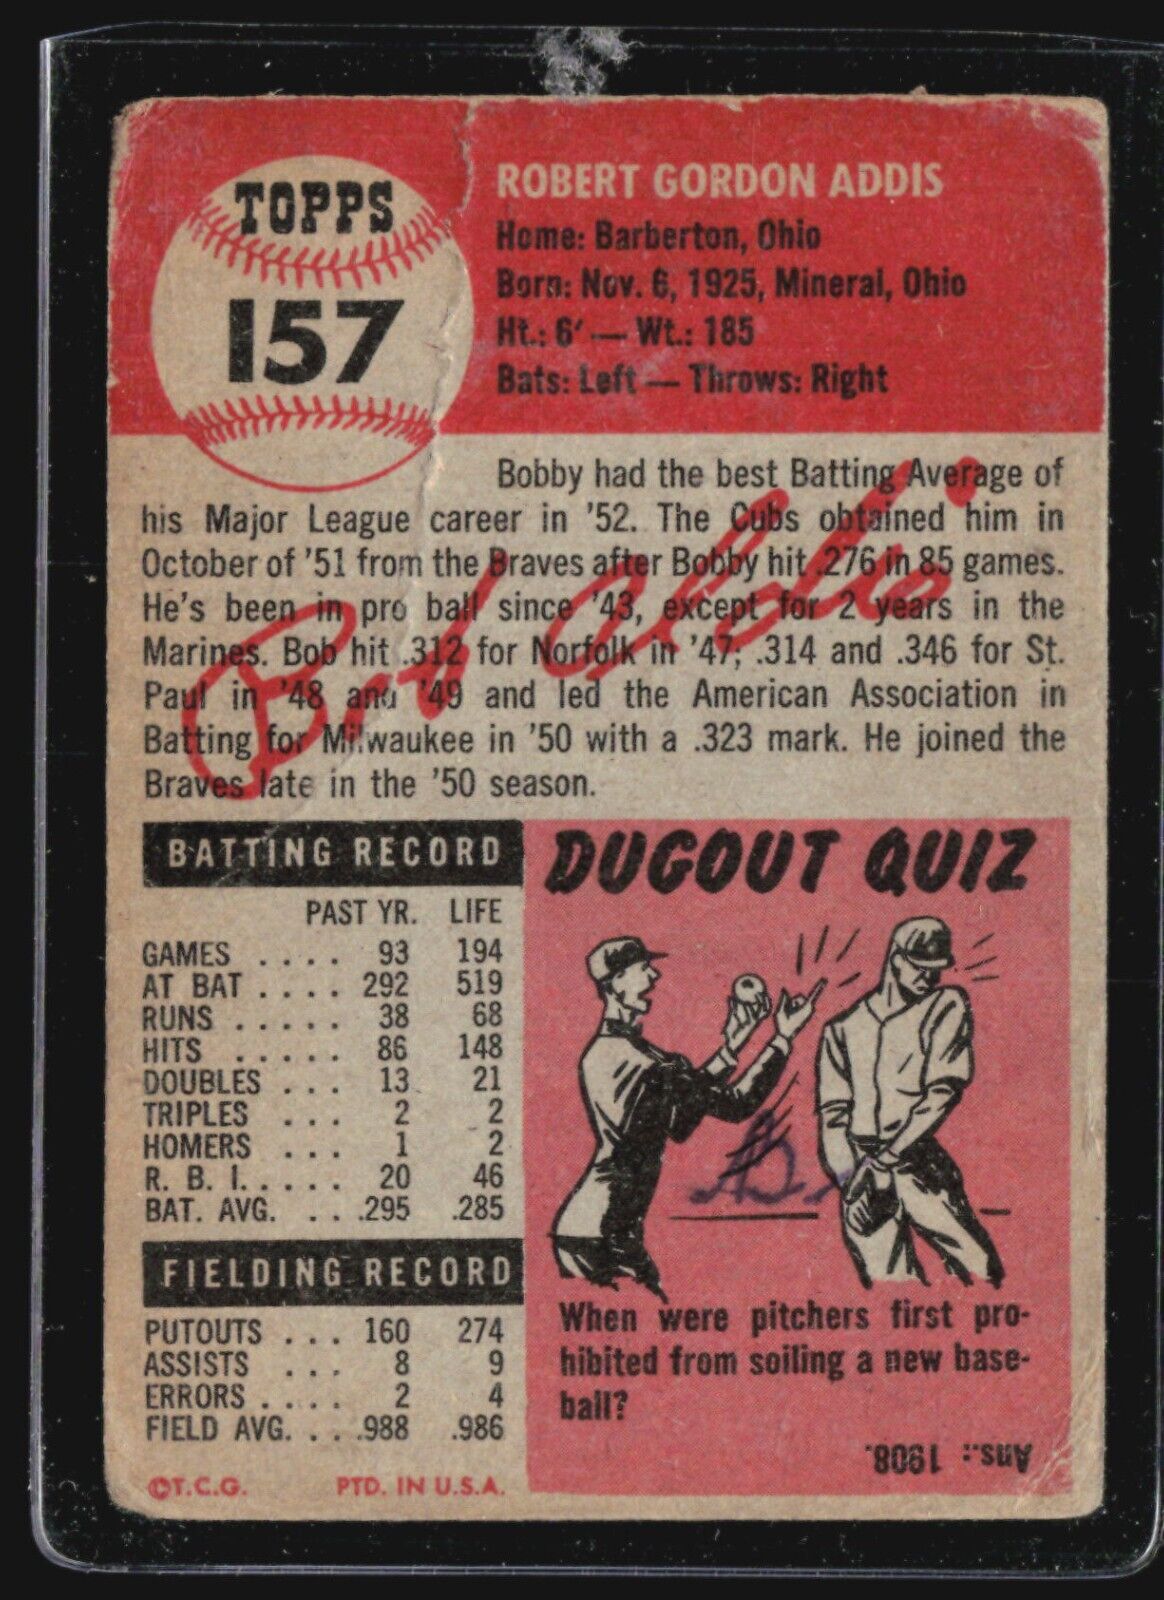 TOPPS
157
ROBERT GORDON ADDIS
Home: Barberton, Ohio
Born: Nov. 6, 1925, Mineral, Ohio
Ht.: 6′ — Wt.: 185
Bats: Left — Throws: Right
Bobby had the best Batting Average of
his Major League career in '52. The Cubs obtained him in
October of '51 from the Braves after Bobby hit .276 in 85 games.
He's been in pro ball since '43, except for 2 years in the
Marines. Bob hit .312 for Norfolk in '47; .314 and .346 for St.
Paul in '48 and '49 and led the American Association in
Batting for Milwaukee in '50 with a .323 mark. He joined the
Braves late in the '50 season.
Bob Addis
BATTING RECORD
PAST YR. LIFE
GAMES .... 93 194
AT BAT .... 292 519
RUNS ..... 38 68
HITS ..... 86 148
DOUBLES ... 13 21
TRIPLES ... 2 2
HOMERS ... 1 2
R. B. I. .... 20 46
BAT. AVG. ... .295 .285
FIELDING RECORD
PUTOUTS ... 160 274
ASSISTS ... 8 9
ERRORS .... 2 4
FIELD AVG. ... .988 .986
©T.C.G. PTD. IN U.S.A.
DUGOUT QUIZ
When were pitchers first pro-
hibited from soiling a new base-
ball?
Ans.: 1908.